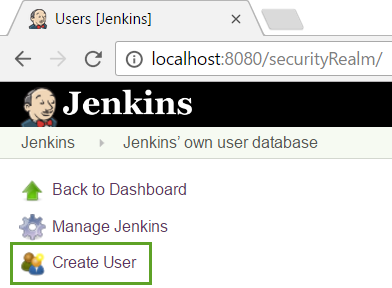 Users [Jenkins]
localhost:8080/securityRealm/
Jenkins
Jenkins Jenkins' own user database
Back to Dashboard
Manage Jenkins
Create User